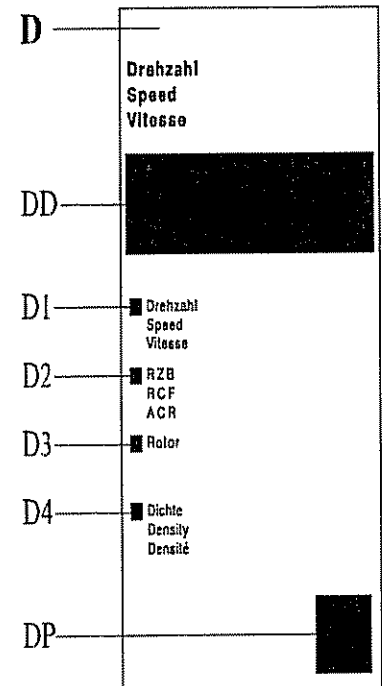 D
Drehzahl
Speed
Vitesse
DD
D1
Drehzahl
Speed
Vitesse
D2
RZB
RCF
ACR
D3
Rotor
D4
Dichte
Density
Densité
DP